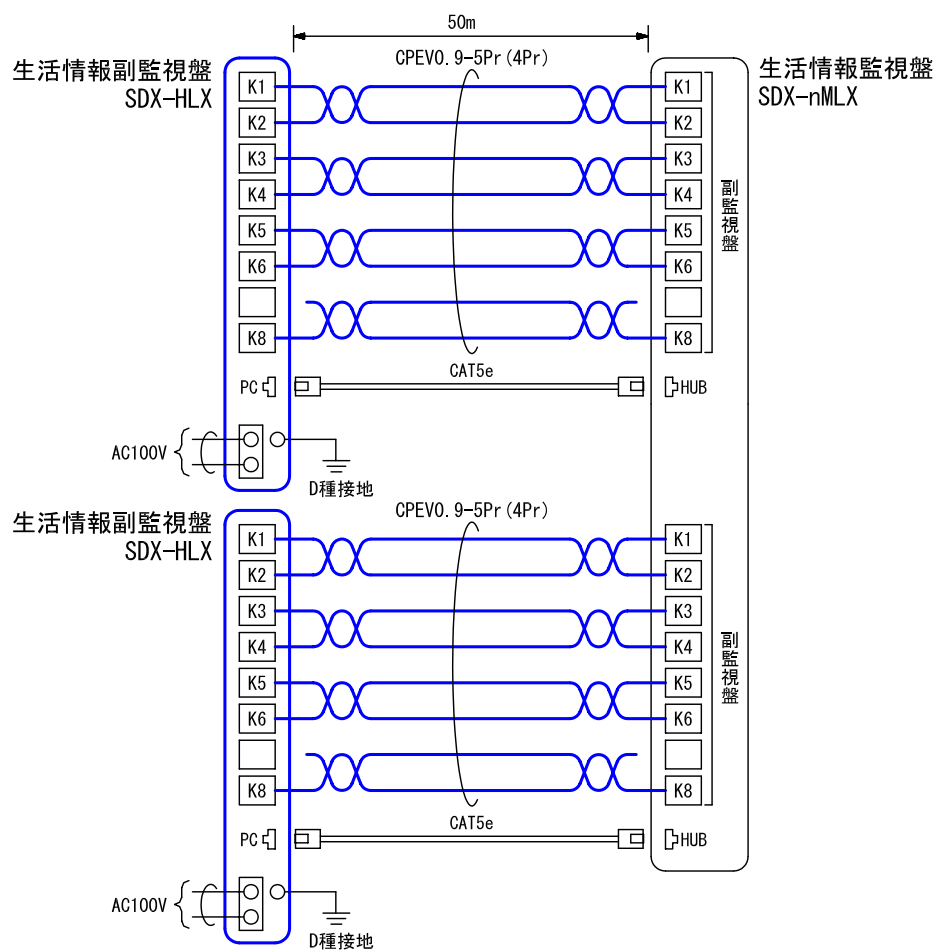 50m
CPEV0.9-5Pr(4Pr)
生活情報副監視盤
SDX-HLX
生活情報監視盤
SDX-nMLX
K1
K2
K3
K4
K5
K6
K8
K1
K2
K3
K4
K5
K6
K8
副監視盤
CAT5e
PC
HUB
AC100V
D種接地
生活情報副監視盤
SDX-HLX
CPEV0.9-5Pr(4Pr)
K1
K2
K3
K4
K5
K6
K8
K1
K2
K3
K4
K5
K6
K8
副監視盤
CAT5e
PC
HUB
AC100V
D種接地